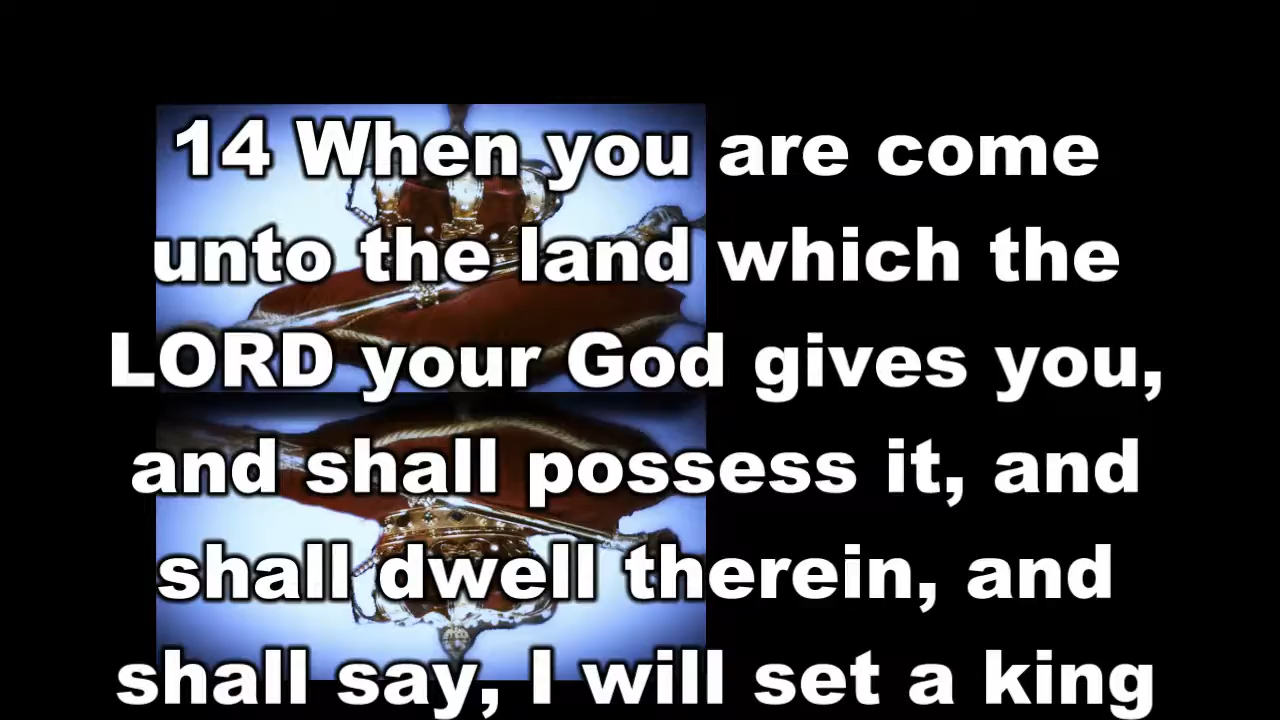 14 When you are come
unto the land which the
LORD your God gives you,
and shall possess it, and
shall dwell therein, and
shall say, I will set a king